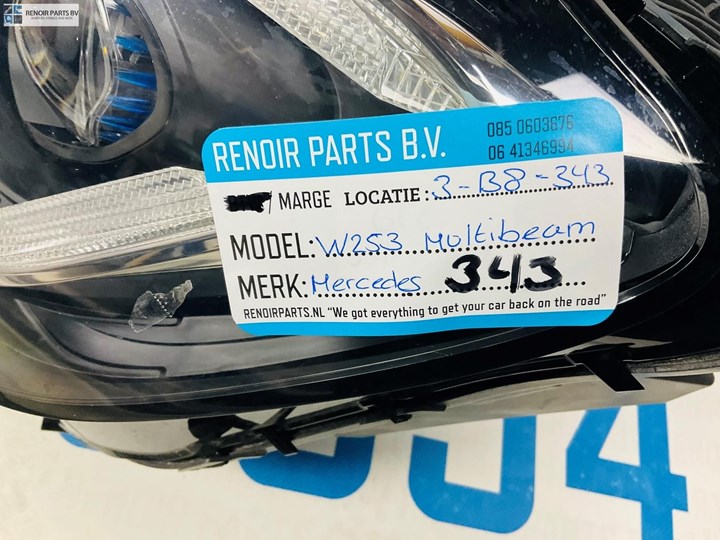 RENOIR PARTS BV
RENOIR PARTS B.V.
085 0603676
06 41346994
/ MARGE LOCATIE: 3-B8-343
MODEL: W253 Multibeam
MERK: Mercedes 343
RENOIRPARTS.NL "We got everything to get your car back on the road"